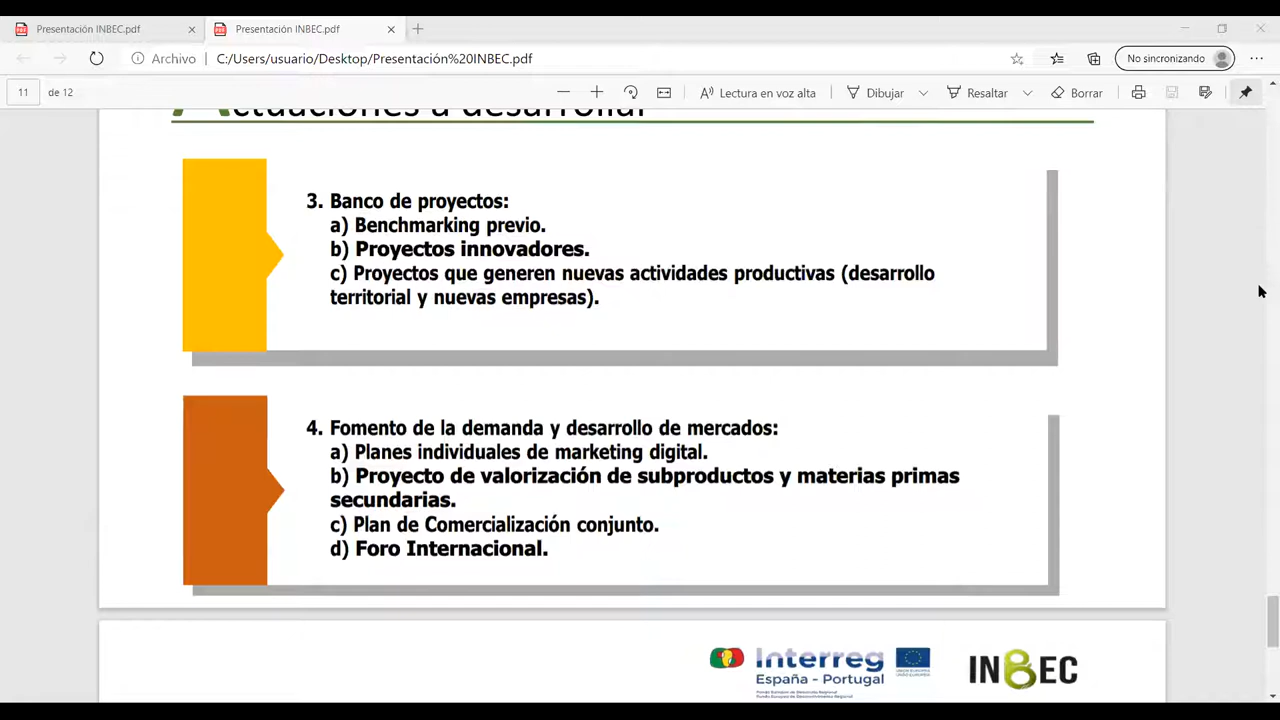 Presentación INBEC.pdf
Presentación INBEC.pdf
Archivo
C:/Users/usuario/Desktop/Presentación%20INBEC.pdf
No sincronizando
11 de 12
Lectura en voz alta
Dibujar
Resaltar
Borrar
Actuaciones a desarrollar
3. Banco de proyectos:
a) Benchmarking previo.
b) Proyectos innovadores.
c) Proyectos que generen nuevas actividades productivas (desarrollo
territorial y nuevas empresas).
4. Fomento de la demanda y desarrollo de mercados:
a) Planes individuales de marketing digital.
b) Proyecto de valorización de subproductos y materias primas
secundarias.
c) Plan de Comercialización conjunto.
d) Foro Internacional.
Interreg
España - Portugal
INBEC